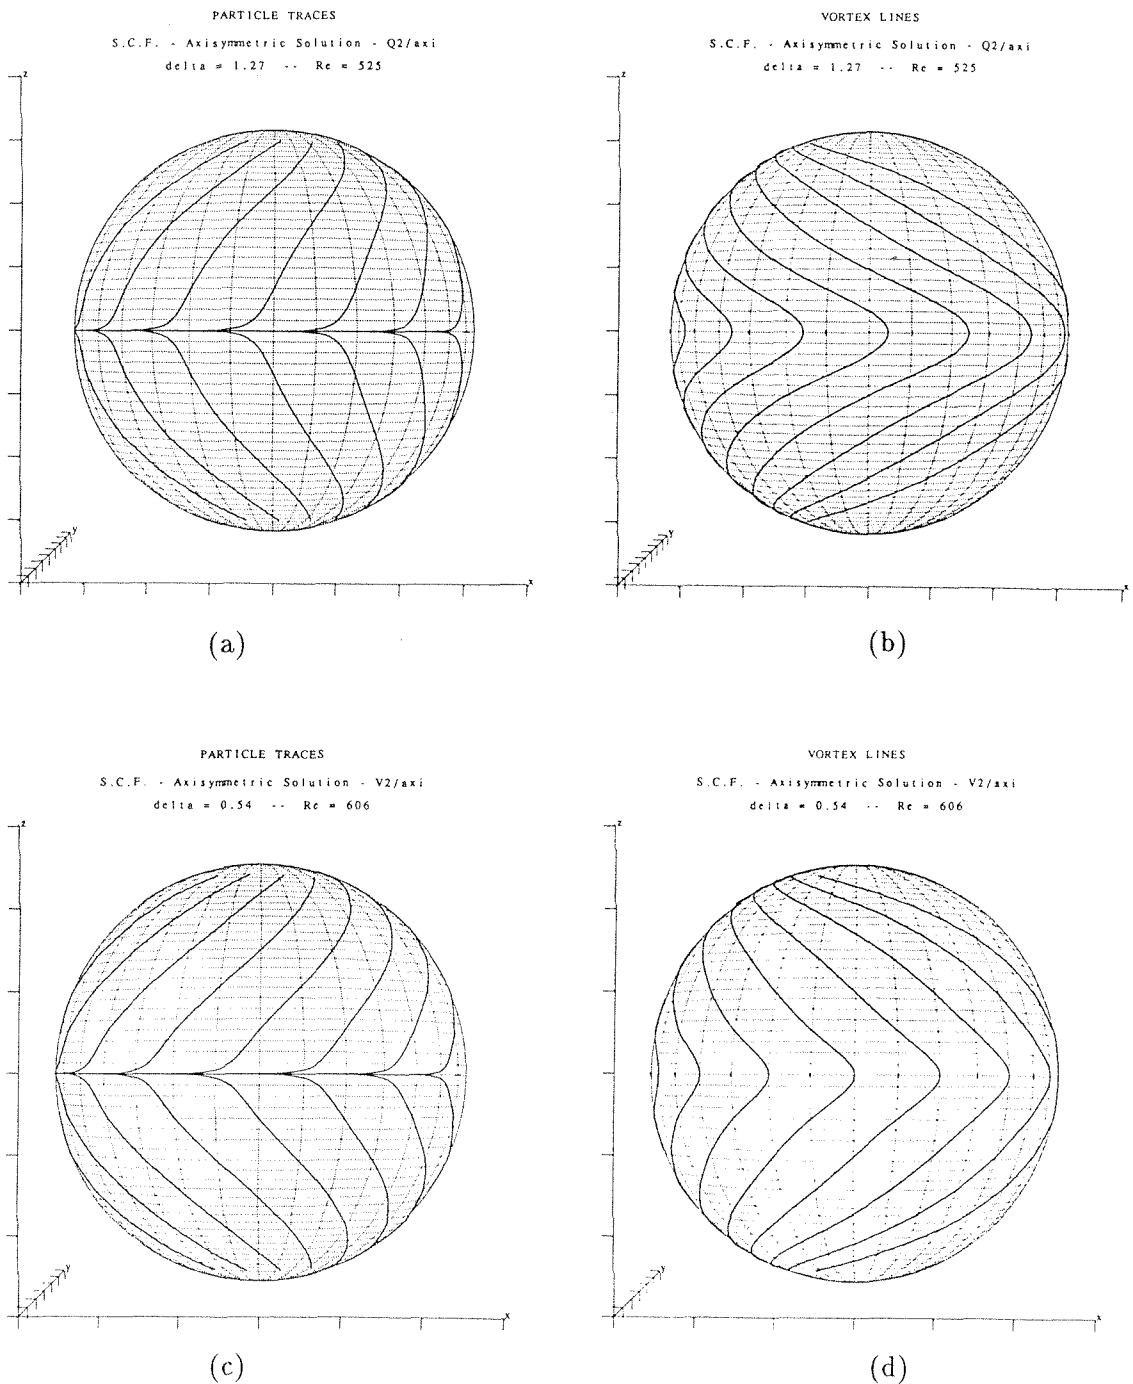 PARTICLE TRACES
S.C.F. - Axisymmetric Solution - Q2/axi
delta = 1.27 -- Re = 525
z
y
x
(a)
VORTEX LINES
S.C.F. - Axisymmetric Solution - Q2/axi
delta = 1.27 -- Re = 525
z
y
x
(b)
PARTICLE TRACES
S.C.F. - Axisymmetric Solution - V2/axi
delta = 0.54 -- Re = 606
z
y
x
(c)
VORTEX LINES
S.C.F. - Axisymmetric Solution - V2/axi
delta = 0.54 -- Re = 606
z
y
x
(d)